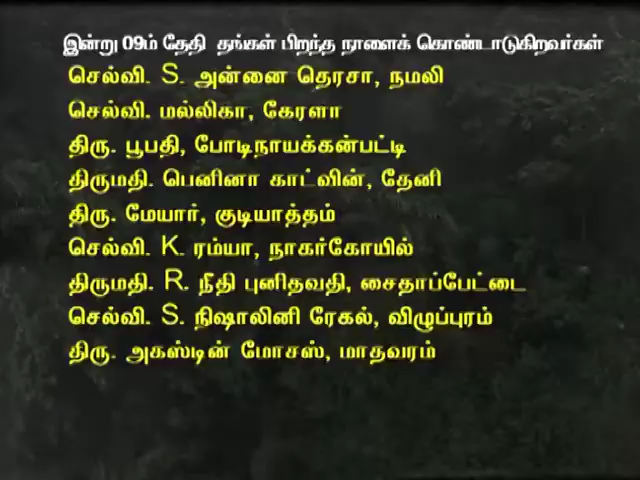 இன்று 09ம் தேதி தங்கள் பிறந்த நாளைக் கொண்டாடுகிறவர்கள்
செல்வி. S. அன்னை தெரசா, நமலி
செல்வி. மல்லிகா, கேரளா
திரு. பூபதி, போடிநாயக்கன்பட்டி
திருமதி. பெனினா காட்வின், தேனி
திரு. மேயார், குடியாத்தம்
செல்வி. K. ரம்யா, நாகர்கோயில்
திருமதி. R. நீதி புனிதவதி, சைதாப்பேட்டை
செல்வி. S. நிஷாலினி ரேகல், விழுப்புரம்
திரு. அகஸ்டின் மோசஸ், மாதவரம்